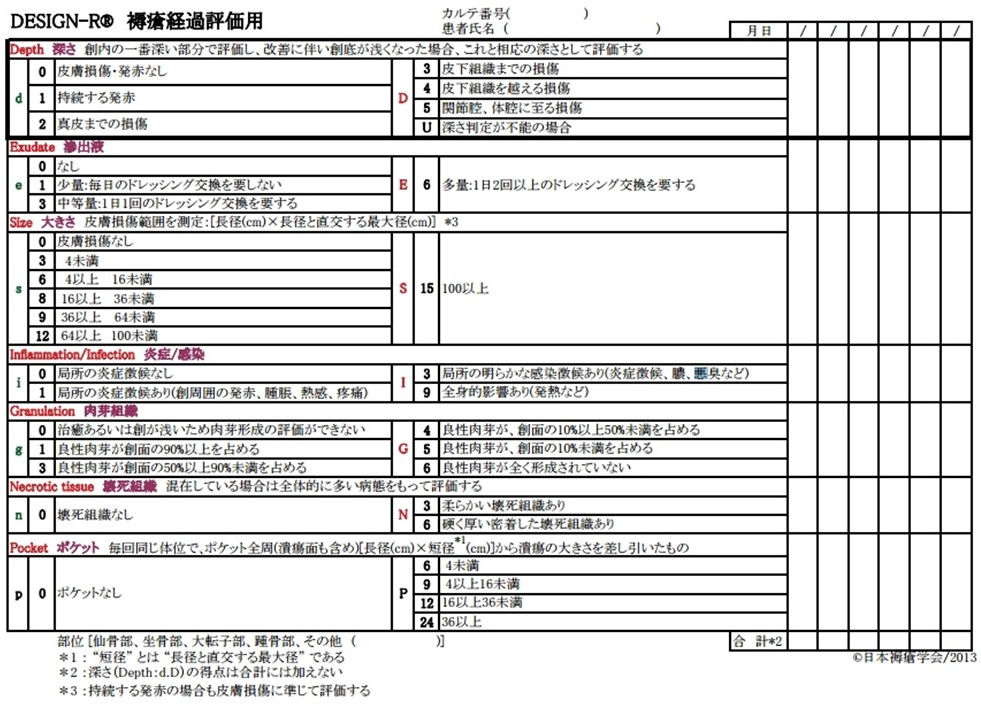 DESIGN-R® 褥瘡経過評価用
カルテ番号( )
患者氏名 ( )
月日 / / / / / /
Depth 深さ 創内の一番深い部分で評価し、改善に伴い創底が浅くなった場合、これと相応の深さとして評価する
d
0 皮膚損傷・発赤なし
1 持続する発赤
2 真皮までの損傷
D
3 皮下組織までの損傷
4 皮下組織を越える損傷
5 関節腔、体腔に至る損傷
U 深さ判定が不能の場合
Exudate 滲出液
e
0 なし
1 少量:毎日のドレッシング交換を要しない
3 中等量:1日1回のドレッシング交換を要する
E
6 多量:1日2回以上のドレッシング交換を要する
Size 大きさ 皮膚損傷範囲を測定:[長径(cm)×長径と直交する最大径(cm)] *3
s
0 皮膚損傷なし
3 4未満
6 4以上 16未満
8 16以上 36未満
9 36以上 64未満
12 64以上 100未満
S
15 100以上
Inflammation/Infection 炎症/感染
i
0 局所の炎症徴候なし
1 局所の炎症徴候あり(創周囲の発赤、腫脹、熱感、疼痛)
I
3 局所の明らかな感染徴候あり(炎症徴候、膿、悪臭など)
9 全身的影響あり(発熱など)
Granulation 肉芽組織
g
0 治癒あるいは創が浅いため肉芽形成の評価ができない
1 良性肉芽が創面の90%以上を占める
3 良性肉芽が創面の50%以上90%未満を占める
G
4 良性肉芽が、創面の10%以上50%未満を占める
5 良性肉芽が、創面の10%未満を占める
6 良性肉芽が全く形成されていない
Necrotic tissue 壊死組織 混在している場合は全体的に多い病態をもって評価する
n
0 壊死組織なし
N
3 柔らかい壊死組織あり
6 硬く厚い密着した壊死組織あり
Pocket ポケット 毎回同じ体位で、ポケット全周(潰瘍面も含め)[長径(cm)×短径*1(cm)]から潰瘍の大きさを差し引いたもの
p
0 ポケットなし
P
6 4未満
9 4以上16未満
12 16以上36未満
24 36以上
部位 [仙骨部、坐骨部、大転子部、踵骨部、その他 ( )]
合 計*2
*1:“短径”とは“長径と直交する最大径”である
©日本褥瘡学会/2013
*2:深さ(Depth:d.D)の得点は合計には加えない
*3:持続する発赤の場合も皮膚損傷に準じて評価する